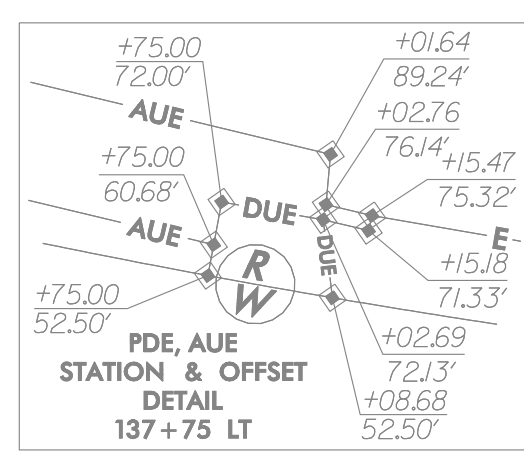 +75.00
72.00'
+01.64
89.24'
AUE
+02.76
76.14'
+75.00
60.68'
+15.47
75.32'
DUE
AUE
E
DUE
R
W
+15.18
71.33'
+75.00
52.50'
+02.69
72.13'
PDE, AUE
STATION & OFFSET
DETAIL
137+75 LT
+08.68
52.50'